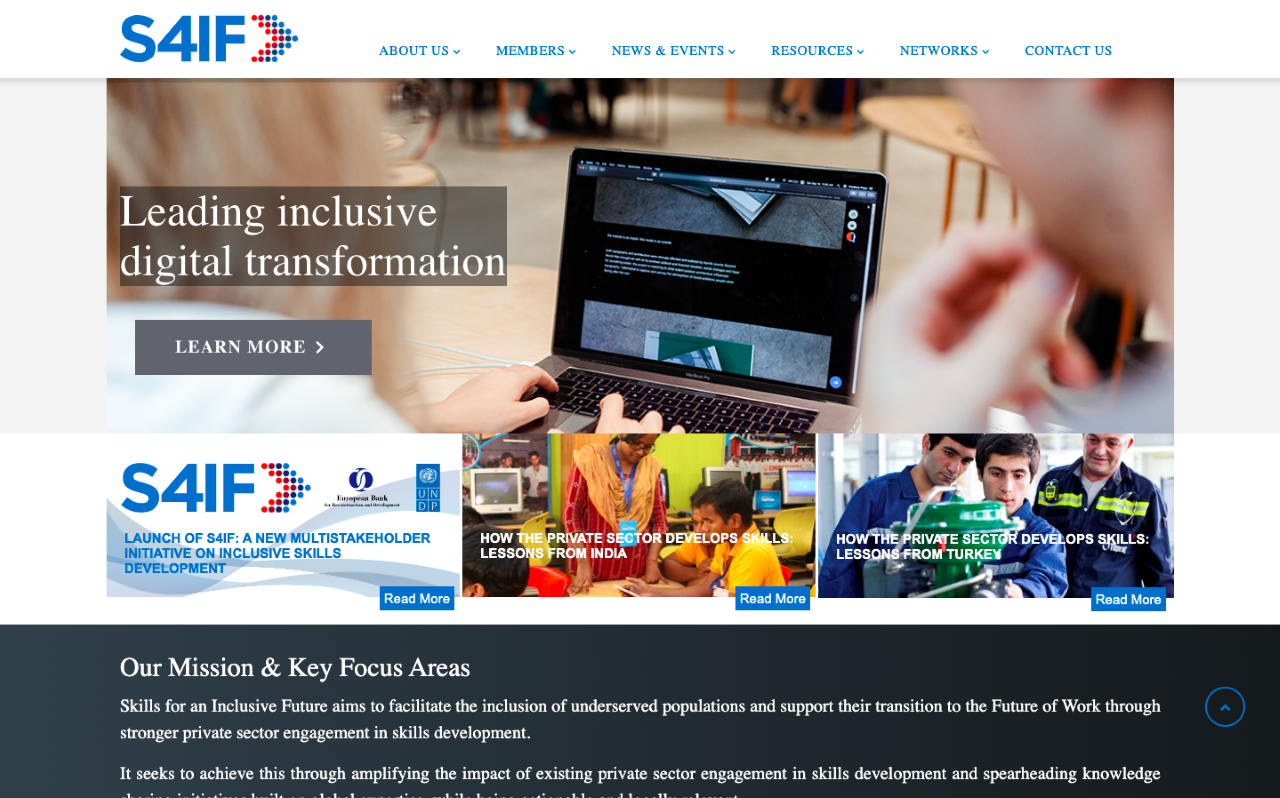 S4IF
ABOUT US
MEMBERS
NEWS & EVENTS
RESOURCES
NETWORKS
CONTACT US
Leading inclusive
digital transformation
LEARN MORE
MacBook Pro
S4IF
European Bank
for Reconstruction and Development
U N
D P
LAUNCH OF S4IF: A NEW MULTISTAKEHOLDER
INITIATIVE ON INCLUSIVE SKILLS
DEVELOPMENT
Read More
HOW THE PRIVATE SECTOR DEVELOPS SKILLS:
LESSONS FROM INDIA
Read More
HOW THE PRIVATE SECTOR DEVELOPS SKILLS:
LESSONS FROM TURKEY
Read More
Our Mission & Key Focus Areas
Skills for an Inclusive Future aims to facilitate the inclusion of underserved populations and support their transition to the Future of Work through
stronger private sector engagement in skills development.
It seeks to achieve this through amplifying the impact of existing private sector engagement in skills development and spearheading knowledge